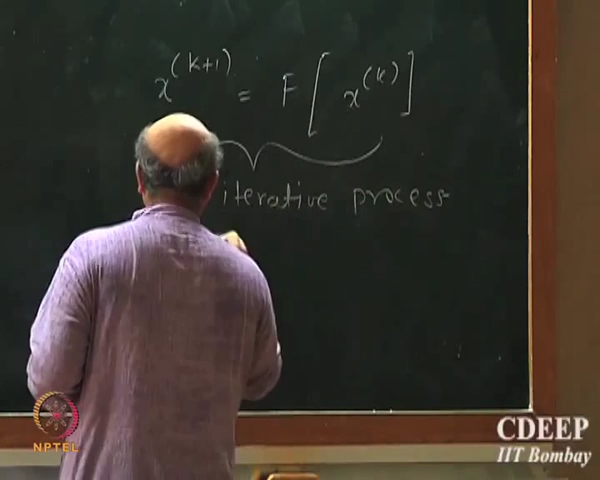 x^(k+1) = F[x^(k)]
iterative process
NPTEL
CDEEP
IIT Bombay